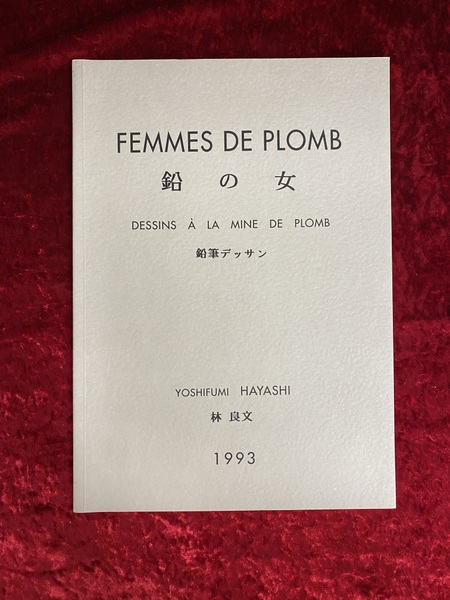 FEMMES DE PLOMB
鉛の女
DESSINS À LA MINE DE PLOMB
鉛筆デッサン
YOSHIFUMI HAYASHI
林 良文
1993